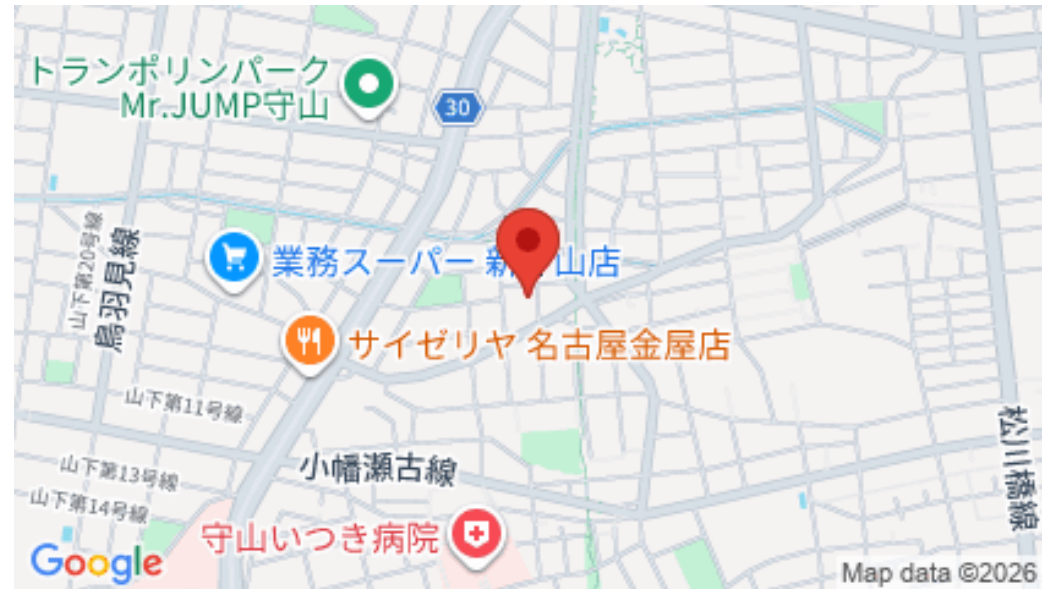 トランポリンパーク
Mr.JUMP守山
30
山下第20号線
鳥羽見線
業務スーパー 新 山店
サイゼリヤ 名古屋金屋店
山下第11号線
小幡瀬古線
山下第13号線
山下第14号線
守山いつき病院
松川橋線
Google
Map data ©2026